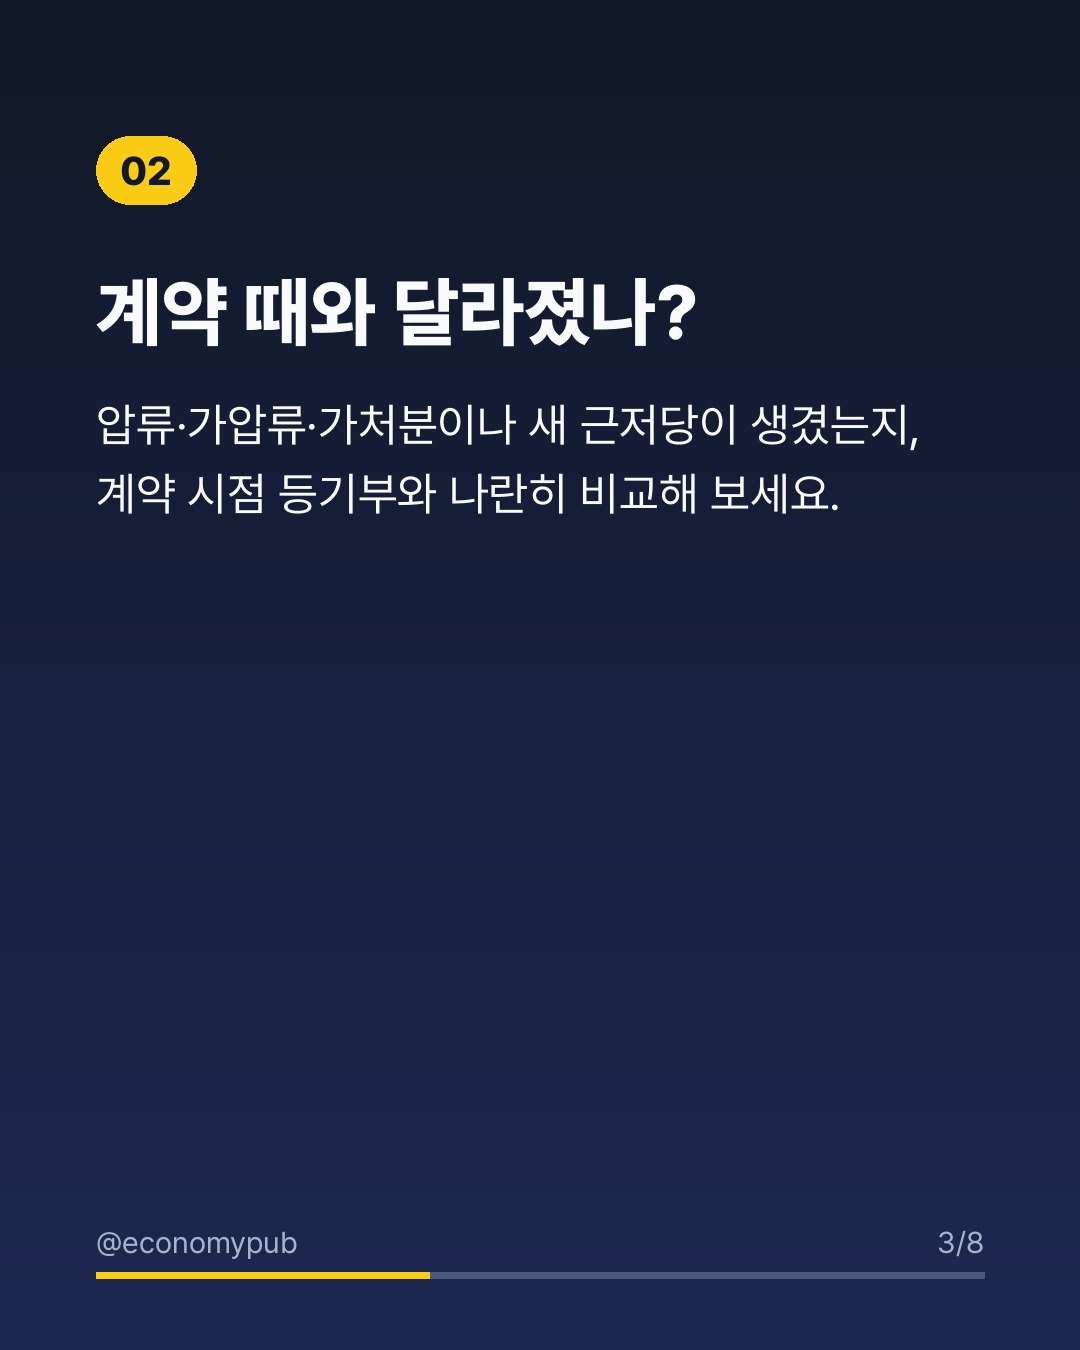 02
계약 때와 달라졌나?
압류·가압류·가처분이나 새 근저당이 생겼는지,
계약 시점 등기부와 나란히 비교해 보세요.
@economypub
3/8